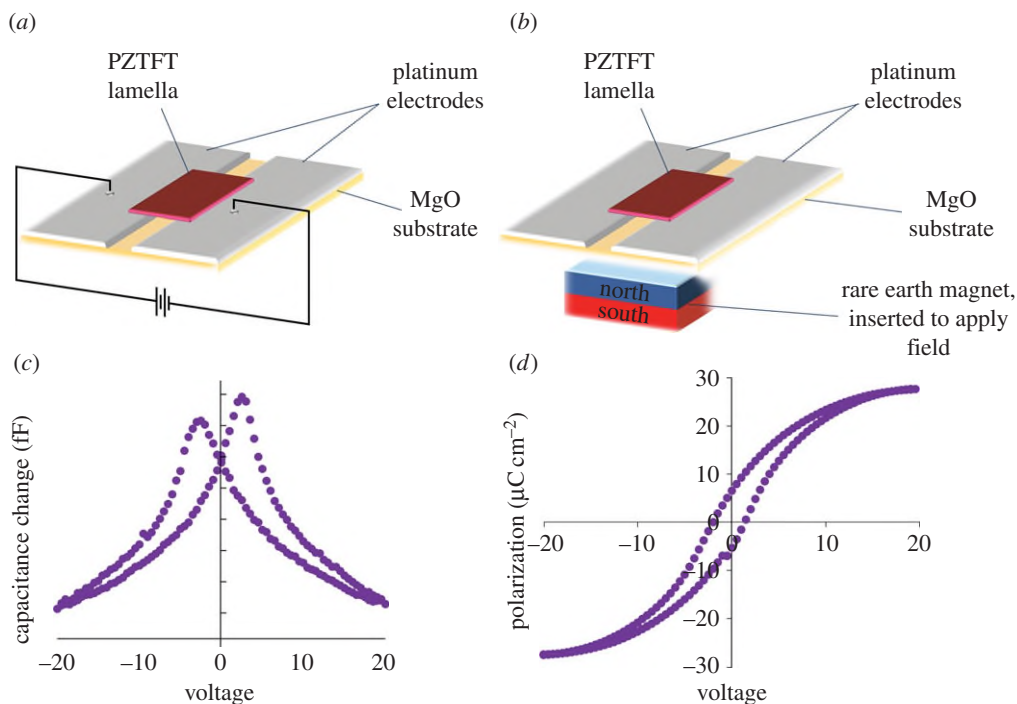 (a)
PZTFT
lamella
platinum
electrodes
MgO
substrate
(b)
PZTFT
lamella
platinum
electrodes
MgO
substrate
north
south
rare earth magnet,
inserted to apply
field
(c)
capacitance change (fF)
−20 −10 0 10 20
voltage
(d)
polarization (µC cm−2)
30
20
10
0
−10
−20
−30
−20 −10 0 10 20
voltage